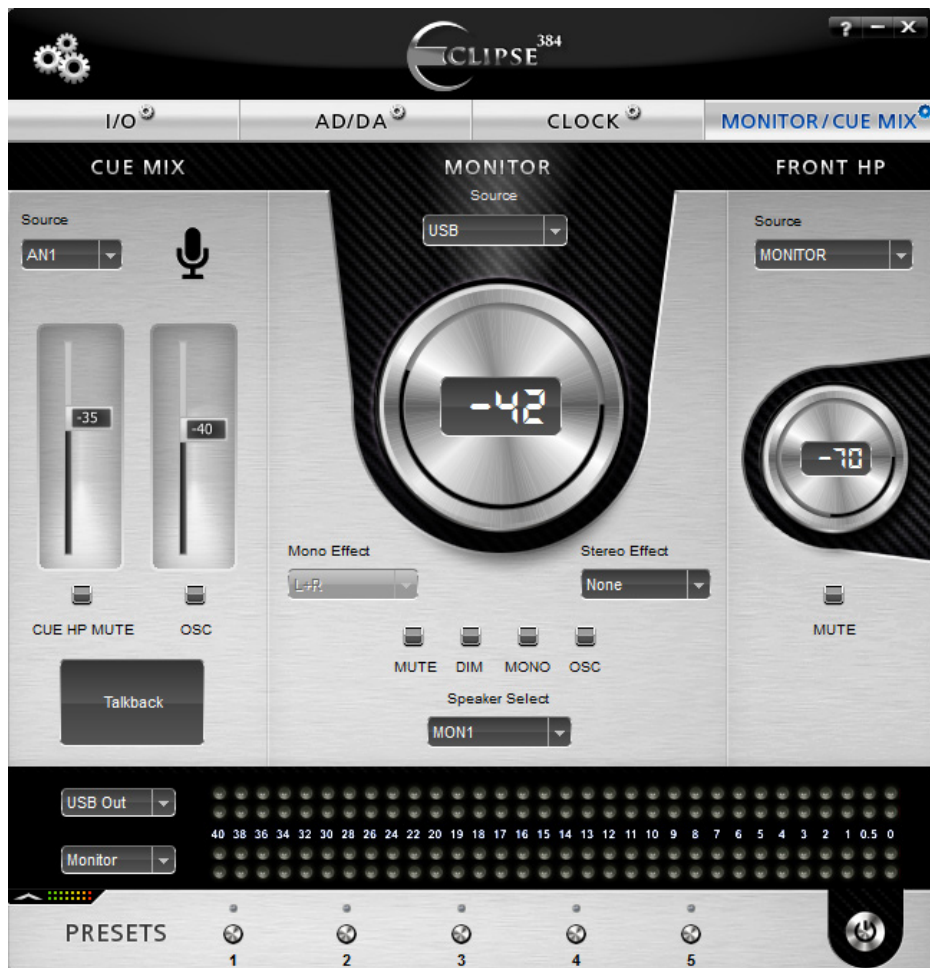 ECLIPSE 384
? – X
I/O
AD/DA
CLOCK
MONITOR/CUE MIX
CUE MIX
MONITOR
FRONT HP
Source
AN1
Source
USB
Source
MONITOR
-35
-40
-42
-70
Mono Effect
L+R
Stereo Effect
None
CUE HP MUTE
OSC
MUTE
DIM
MONO
OSC
MUTE
Talkback
Speaker Select
MON1
USB Out
40 38 36 34 32 30 28 26 24 22 20 19 18 17 16 15 14 13 12 11 10 9 8 7 6 5 4 3 2 1 0.5 0
Monitor
PRESETS
1 2 3 4 5